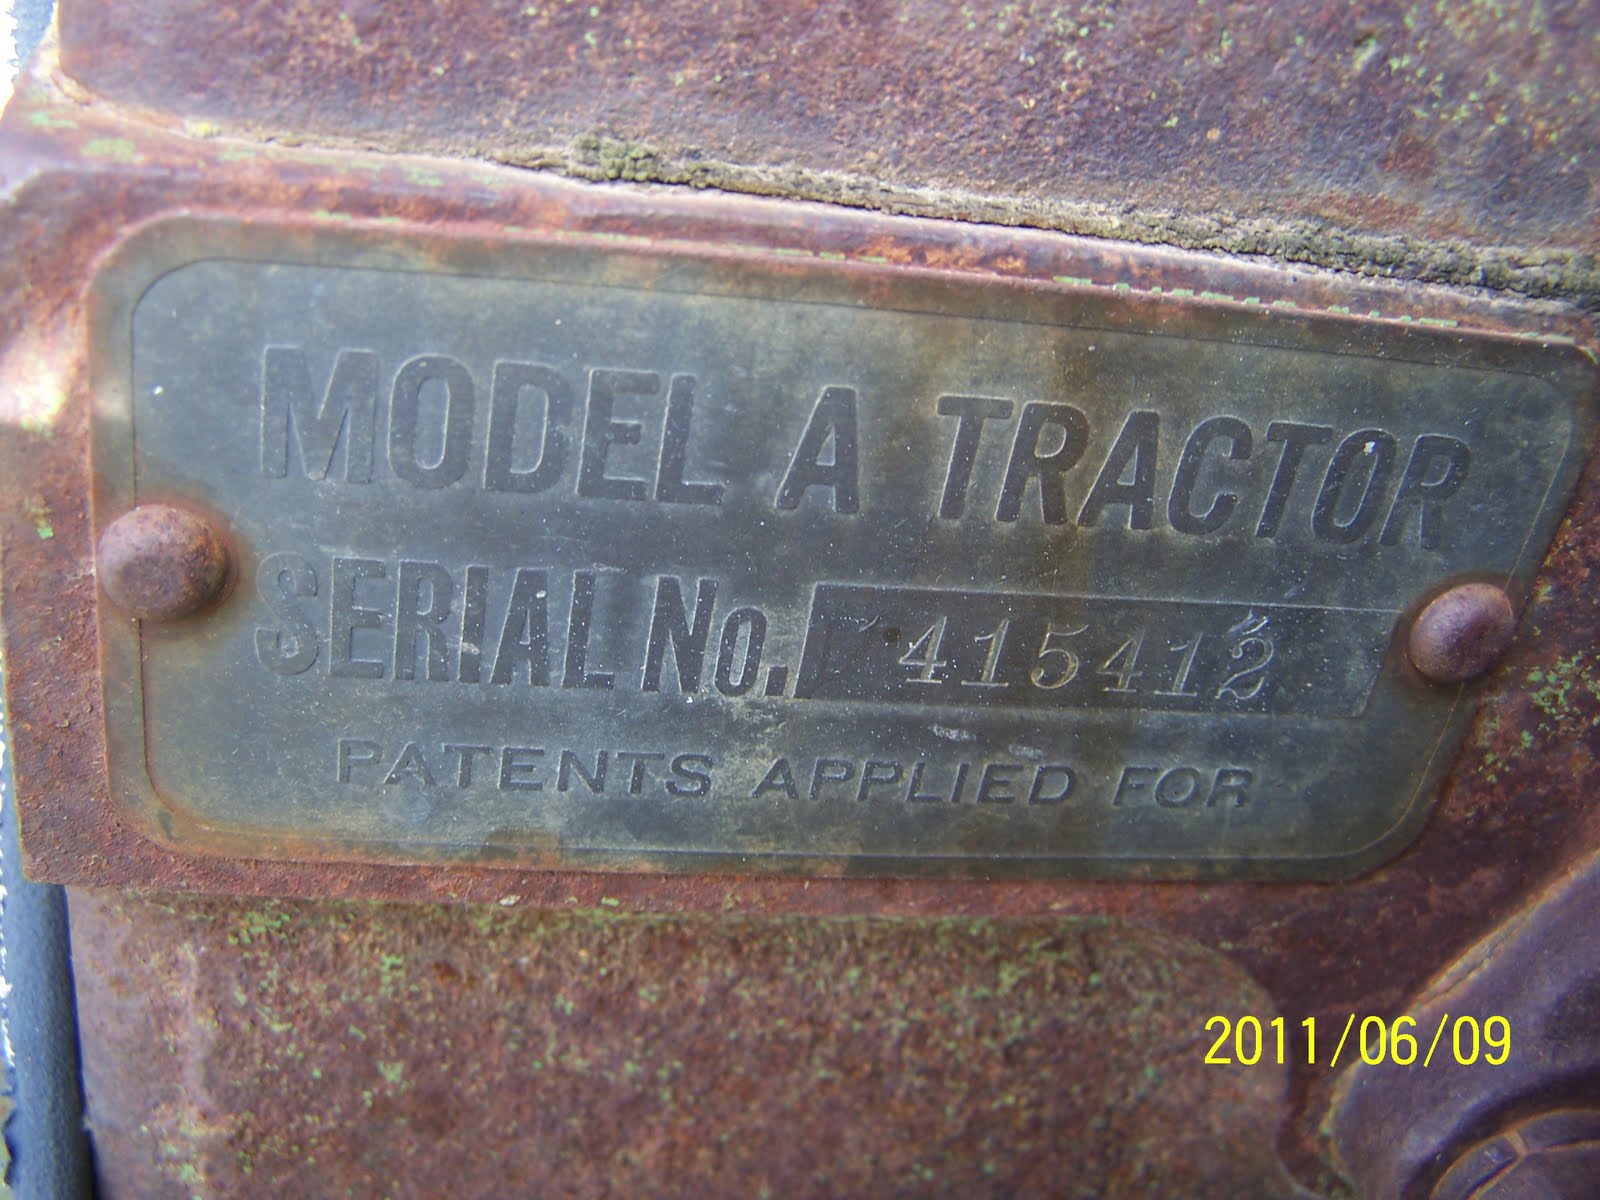 MODEL A TRACTOR
SERIAL No. 415412
PATENTS APPLIED FOR
2011/06/09